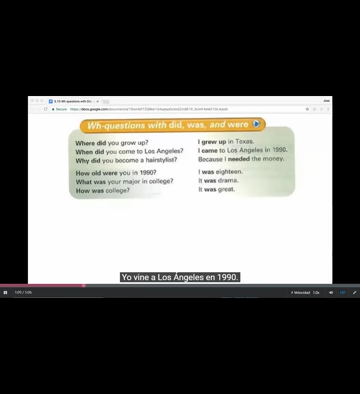 Wh-questions with did, was, and were
Where did you grow up? I grew up in Texas.
When did you come to Los Angeles? I came to Los Angeles in 1990.
Why did you become a hairstylist? Because I needed the money.
How old were you in 1990? I was eighteen.
What was your major in college? It was drama.
How was college? It was great.
Yo vine a Los Ángeles en 1990.